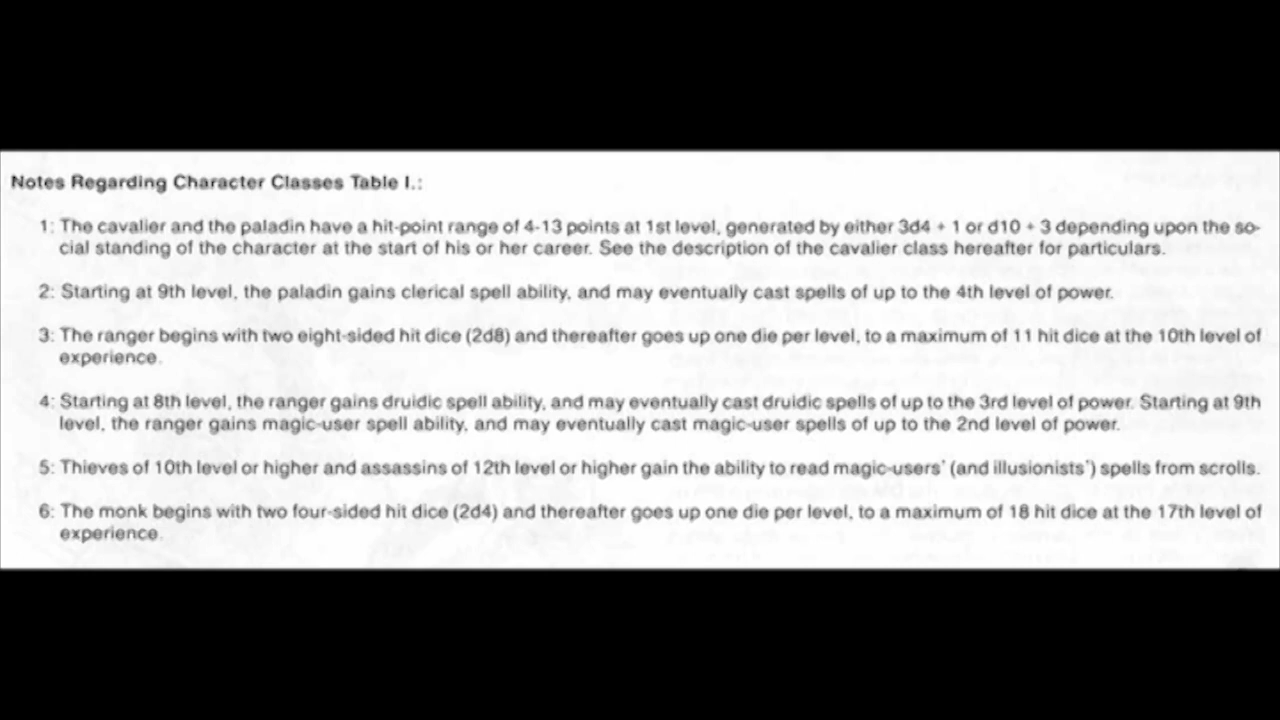 Notes Regarding Character Classes Table I.:
1: The cavalier and the paladin have a hit-point range of 4-13 points at 1st level, generated by either 3d4 + 1 or d10 + 3 depending upon the so-
cial standing of the character at the start of his or her career. See the description of the cavalier class hereafter for particulars.
2: Starting at 9th level, the paladin gains clerical spell ability, and may eventually cast spells of up to the 4th level of power.
3: The ranger begins with two eight-sided hit dice (2d8) and thereafter goes up one die per level, to a maximum of 11 hit dice at the 10th level of
experience.
4: Starting at 8th level, the ranger gains druidic spell ability, and may eventually cast druidic spells of up to the 3rd level of power. Starting at 9th
level, the ranger gains magic-user spell ability, and may eventually cast magic-user spells of up to the 2nd level of power.
5: Thieves of 10th level or higher and assassins of 12th level or higher gain the ability to read magic-users' (and illusionists') spells from scrolls.
6: The monk begins with two four-sided hit dice (2d4) and thereafter goes up one die per level, to a maximum of 18 hit dice at the 17th level of
experience.